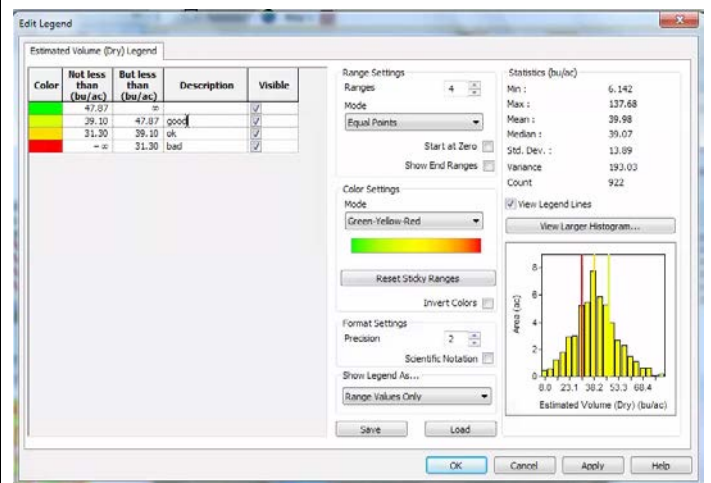 Edit Legend
Estimated Volume (Dry) Legend
Color Not less than (bu/ac) But less than (bu/ac) Description Visible
47.87 ∞
39.10 47.87 good
31.30 39.10 ok
- ∞ 31.30 bad
Range Settings
Ranges 4
Mode
Equal Points
Start at Zero
Show End Ranges
Color Settings
Mode
Green-Yellow-Red
Reset Sticky Ranges
Invert Colors
Format Settings
Precision 2
Scientific Notation
Show Legend As...
Range Values Only
Save Load
Statistics (bu/ac)
Min : 6.142
Max : 137.68
Mean : 39.98
Median : 39.07
Std. Dev. : 13.89
Variance 193.03
Count 922
View Legend Lines
View Larger Histogram...
Area (ac)
8
6
4
2
0
8.0 23.1 38.2 53.3 68.4
Estimated Volume (Dry) (bu/ac)
OK Cancel Apply Help